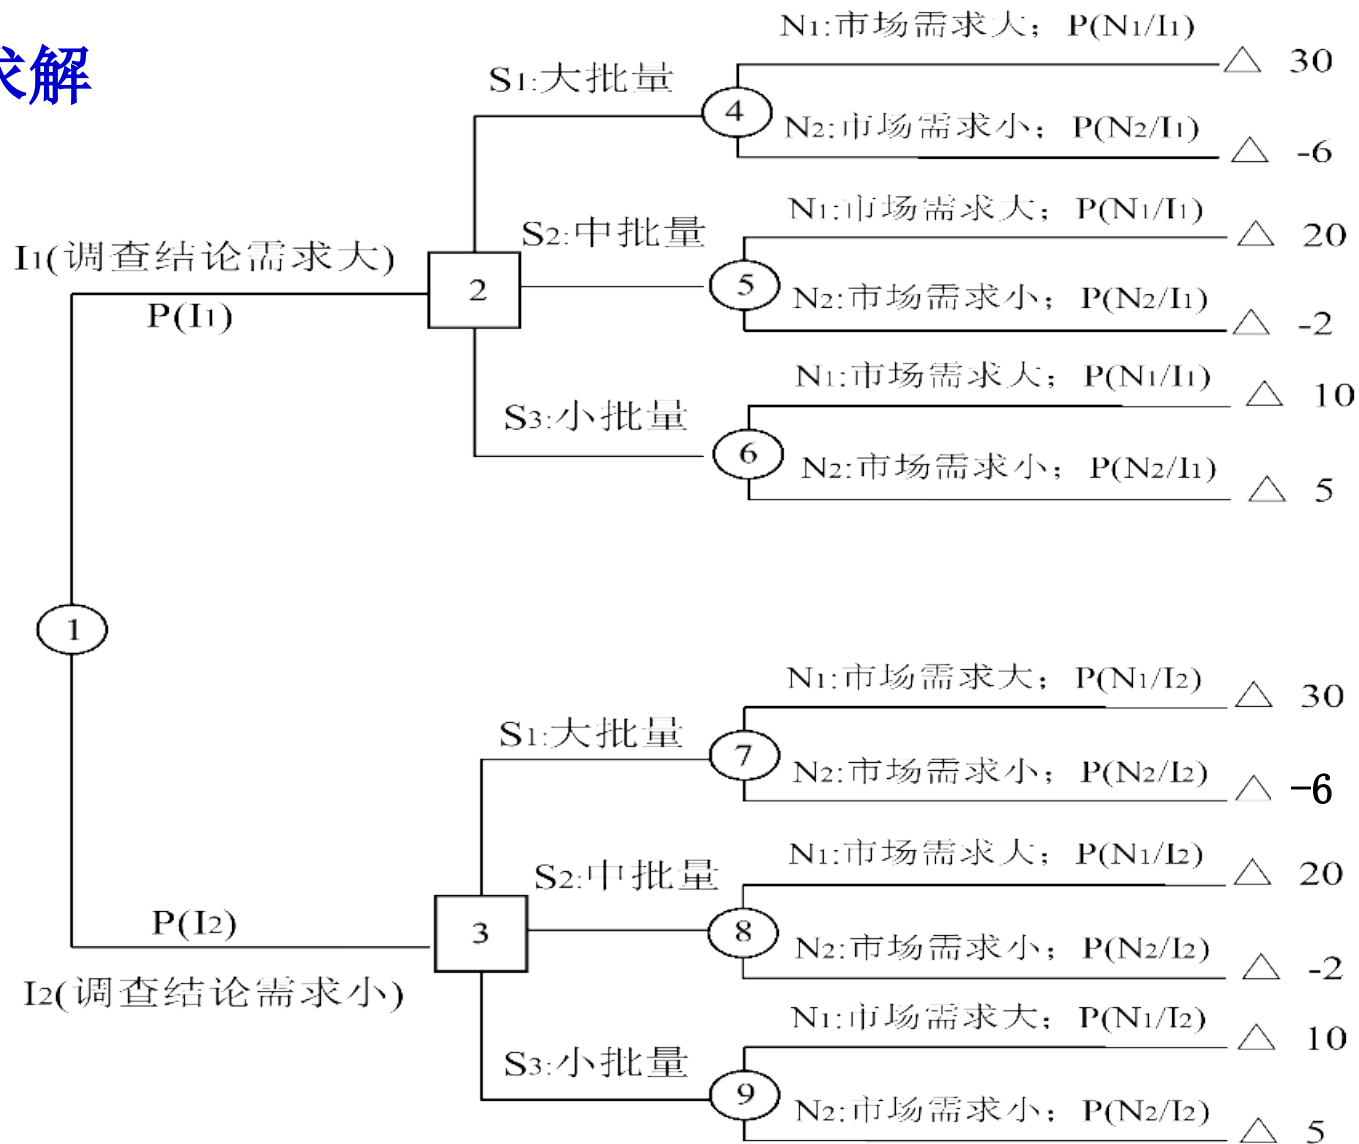 求解
N1:市场需求大；P(N1/I1)
30
S1:大批量
4
N2:市场需求小；P(N2/I1)
-6
N1:市场需求大；P(N1/I1)
20
S2:中批量
I1(调查结论需求大)
2
5
N2:市场需求小；P(N2/I1)
P(I1)
-2
N1:市场需求大；P(N1/I1)
10
S3:小批量
6
N2:市场需求小；P(N2/I1)
5
1
N1:市场需求大；P(N1/I2)
30
S1:大批量
7
N2:市场需求小；P(N2/I2)
-6
N1:市场需求大；P(N1/I2)
20
S2:中批量
P(I2)
3
8
N2:市场需求小；P(N2/I2)
-2
I2(调查结论需求小)
N1:市场需求大；P(N1/I2)
10
S3:小批量
9
N2:市场需求小；P(N2/I2)
5